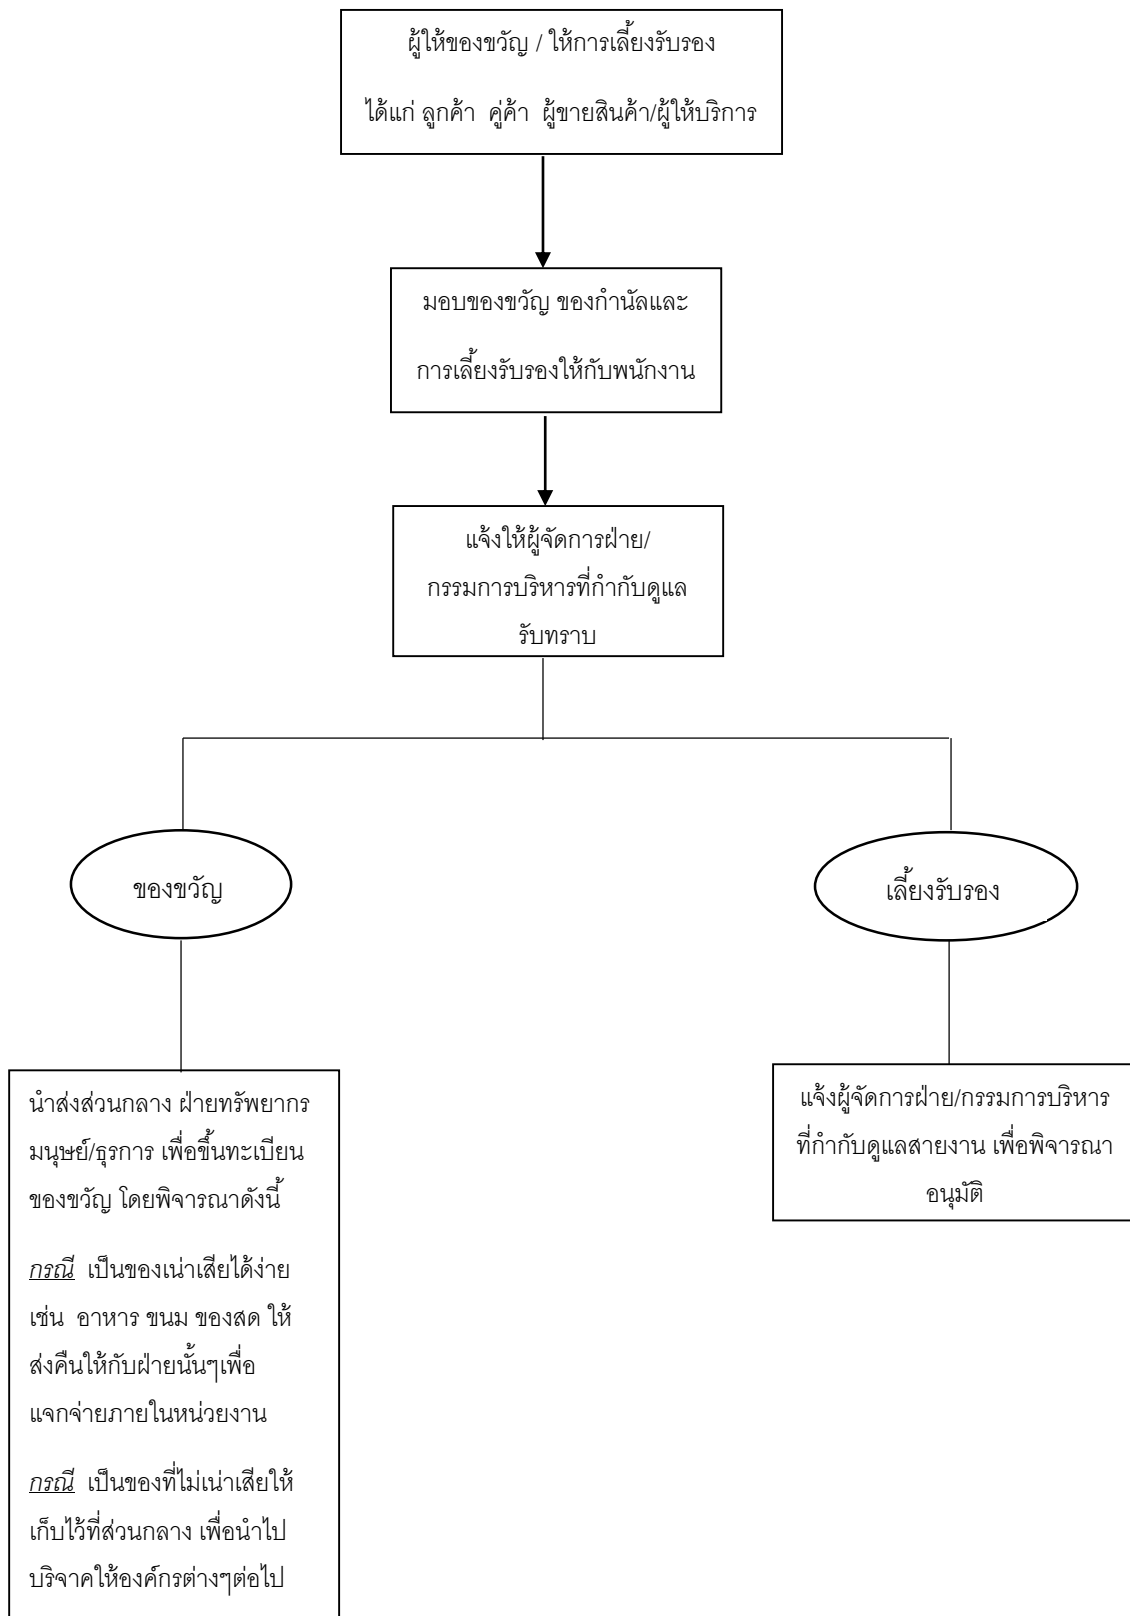 ผู้ให้ของขวัญ / ให้การเลี้ยงรับรอง
ได้แก่ ลูกค้า คู่ค้า ผู้ขายสินค้า/ผู้ให้บริการ
มอบของขวัญ ของกำนัลและ
การเลี้ยงรับรองให้กับพนักงาน
แจ้งให้ผู้จัดการฝ่าย/
กรรมการบริหารที่กำกับดูแล
รับทราบ
ของขวัญ
เลี้ยงรับรอง
นำส่งส่วนกลาง ฝ่ายทรัพยากร
มนุษย์/ธุรการ เพื่อขึ้นทะเบียน
ของขวัญ โดยพิจารณาดังนี้
กรณี เป็นของเน่าเสียได้ง่าย
เช่น อาหาร ขนม ของสด ให้
ส่งคืนให้กับฝ่ายนั้นๆเพื่อ
แจกจ่ายภายในหน่วยงาน
กรณี เป็นของที่ไม่เน่าเสียให้
เก็บไว้ที่ส่วนกลาง เพื่อนำไป
บริจาคให้องค์กรต่างๆต่อไป
แจ้งผู้จัดการฝ่าย/กรรมการบริหาร
ที่กำกับดูแลสายงาน เพื่อพิจารณา
อนุมัติ